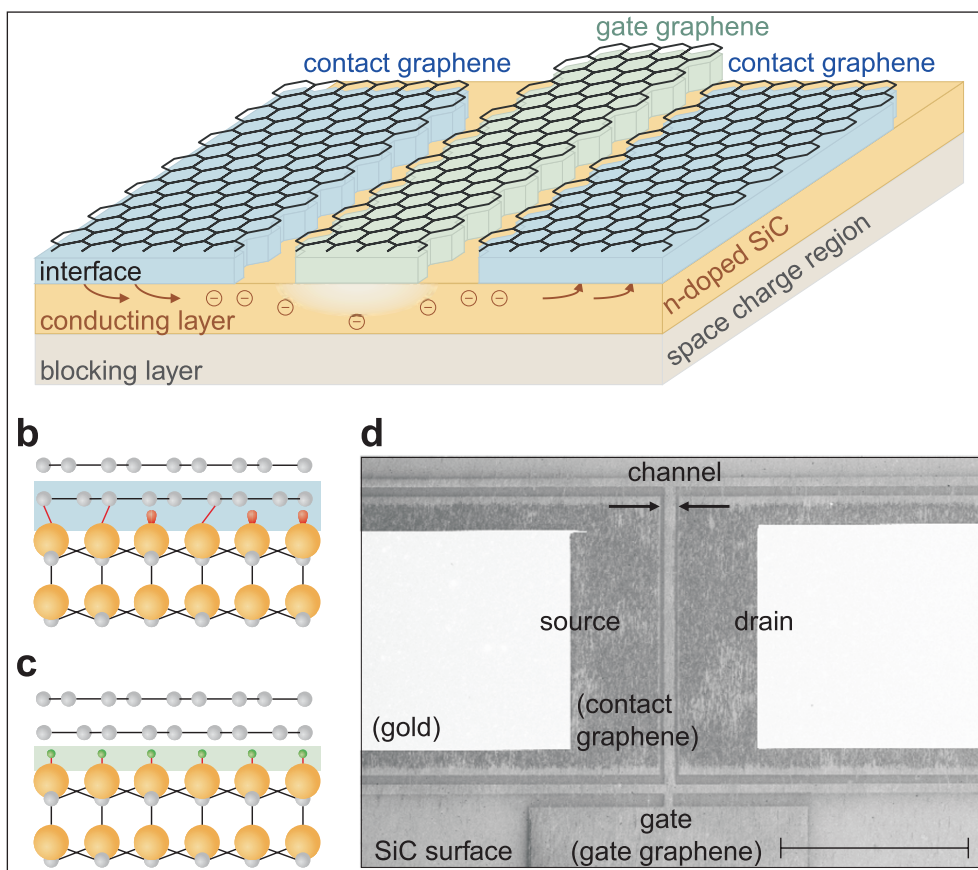 gate graphene
contact graphene
contact graphene
interface
conducting layer
blocking layer
n-doped SiC
space charge region
b
c
d
channel
source
drain
(contact
graphene)
(gold)
gate
(gate graphene)
SiC surface